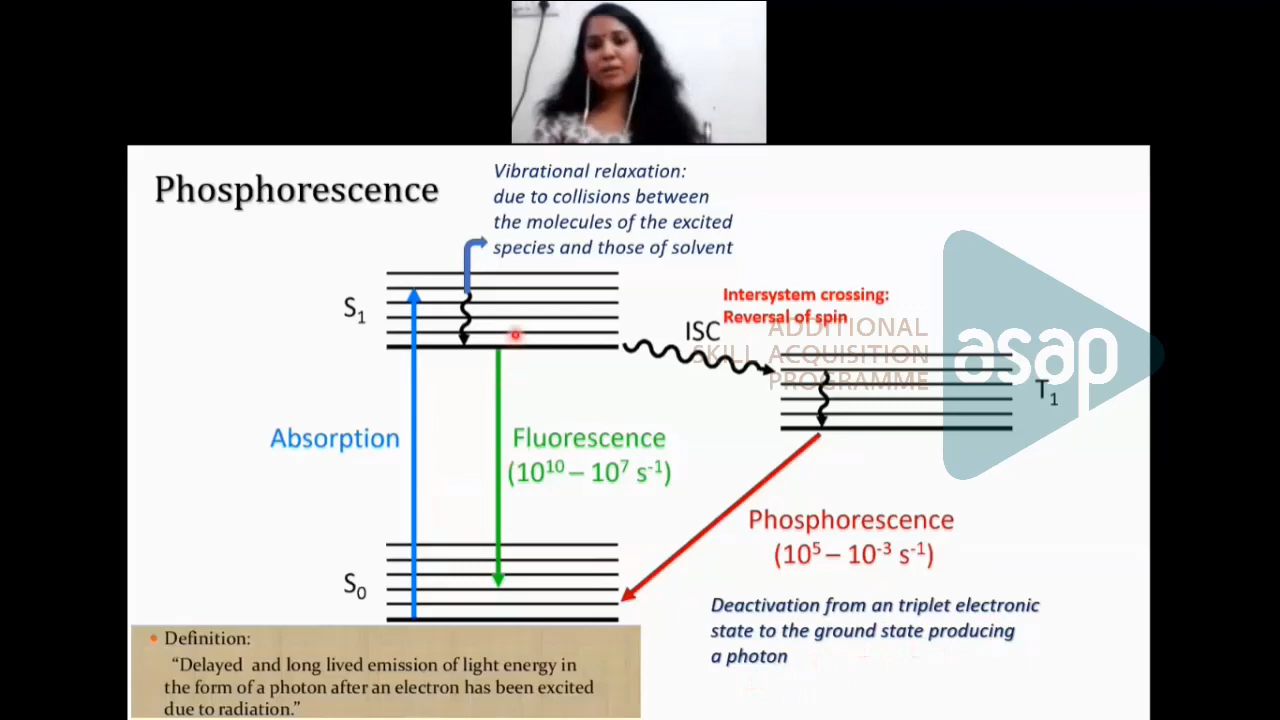 Phosphorescence
Vibrational relaxation:
due to collisions between
the molecules of the excited
species and those of solvent
S₁
Intersystem crossing:
Reversal of spin
ISC
ADDITIONAL
SKILL ACQUISITION
PROGRAMME
asap
T₁
Absorption
Fluorescence
(10¹⁰ – 10⁷ s⁻¹)
Phosphorescence
(10⁵ – 10⁻³ s⁻¹)
S₀
Deactivation from an triplet electronic
state to the ground state producing
a photon
• Definition:
“Delayed and long lived emission of light energy in
the form of a photon after an electron has been excited
due to radiation.”